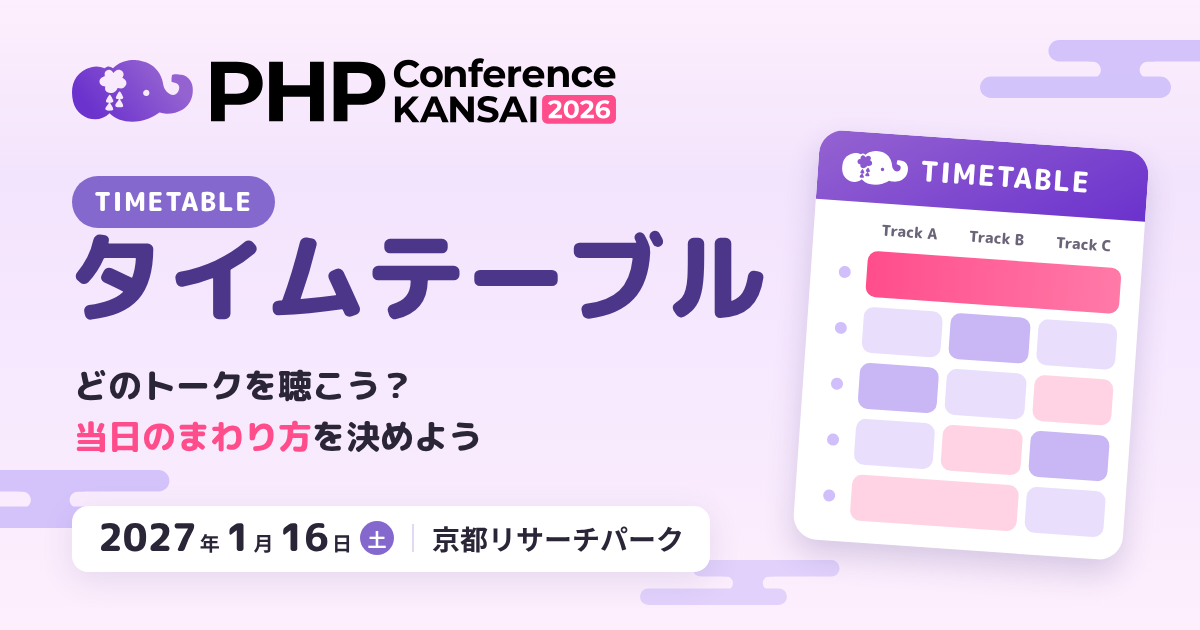 PHP Conference
KANSAI 2026
TIMETABLE
タイムテーブル
どのトークを聴こう？
当日のまわり方を決めよう
2027年1月16日 土 京都リサーチパーク
TIMETABLE
Track A Track B Track C